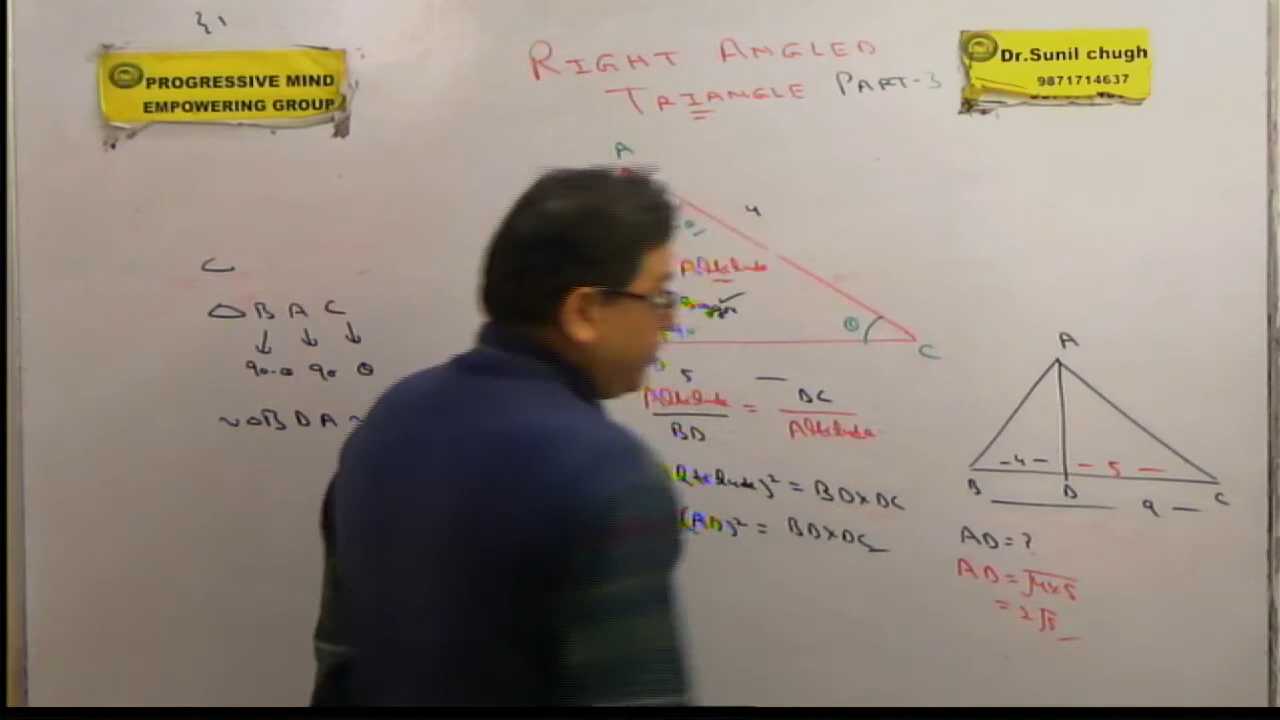 PROGRESSIVE MIND
EMPOWERING GROUP
RIGHT ANGLED
TRIANGLE PART-3
Dr.Sunil chugh
9871714637
A
4
Altitude
θ
C
5
Altitude / BD = DC / Altitude
)² = BD×DC
(AD)² = BD×DC
C
△ B A C
↓ ↓ ↓
90-θ 90 θ
~△BDA ~
A
-4- -5-
B D C
9
AD = ?
AD = √4×5
= 2√5